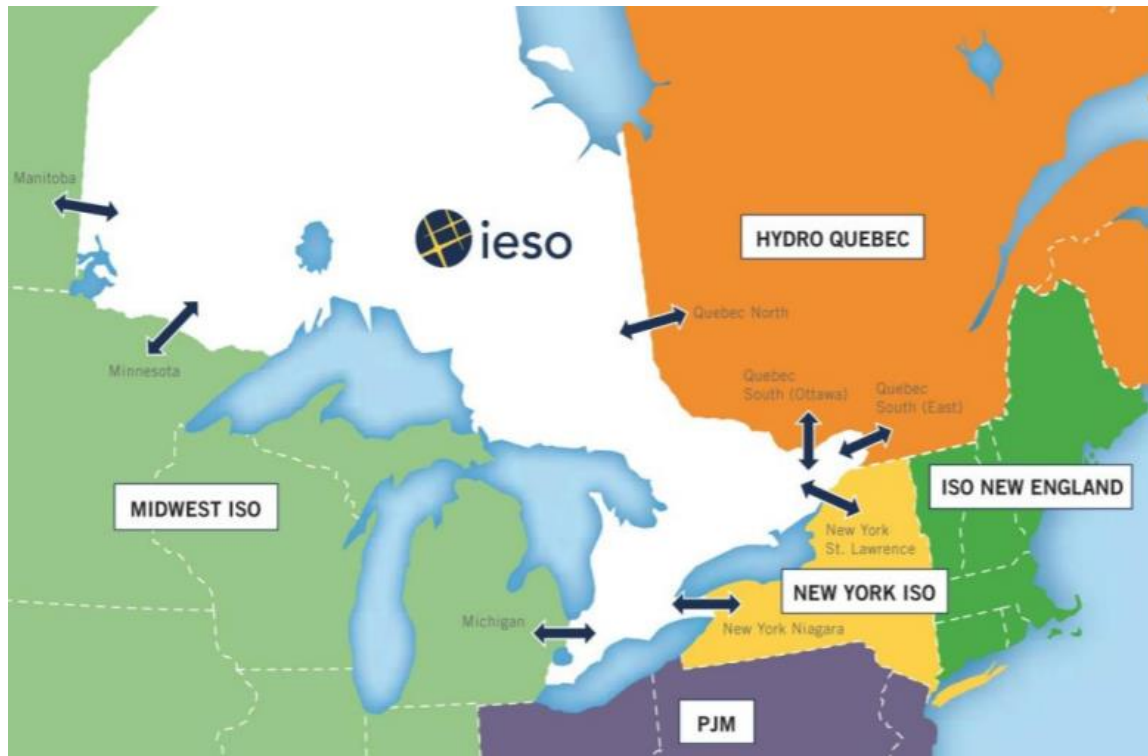 Manitoba
ieso
HYDRO QUEBEC
Quebec North
Minnesota
Quebec
South (Ottawa)
Quebec
South (East)
MIDWEST ISO
ISO NEW ENGLAND
New York
St. Lawrence
NEW YORK ISO
Michigan
New York Niagara
PJM